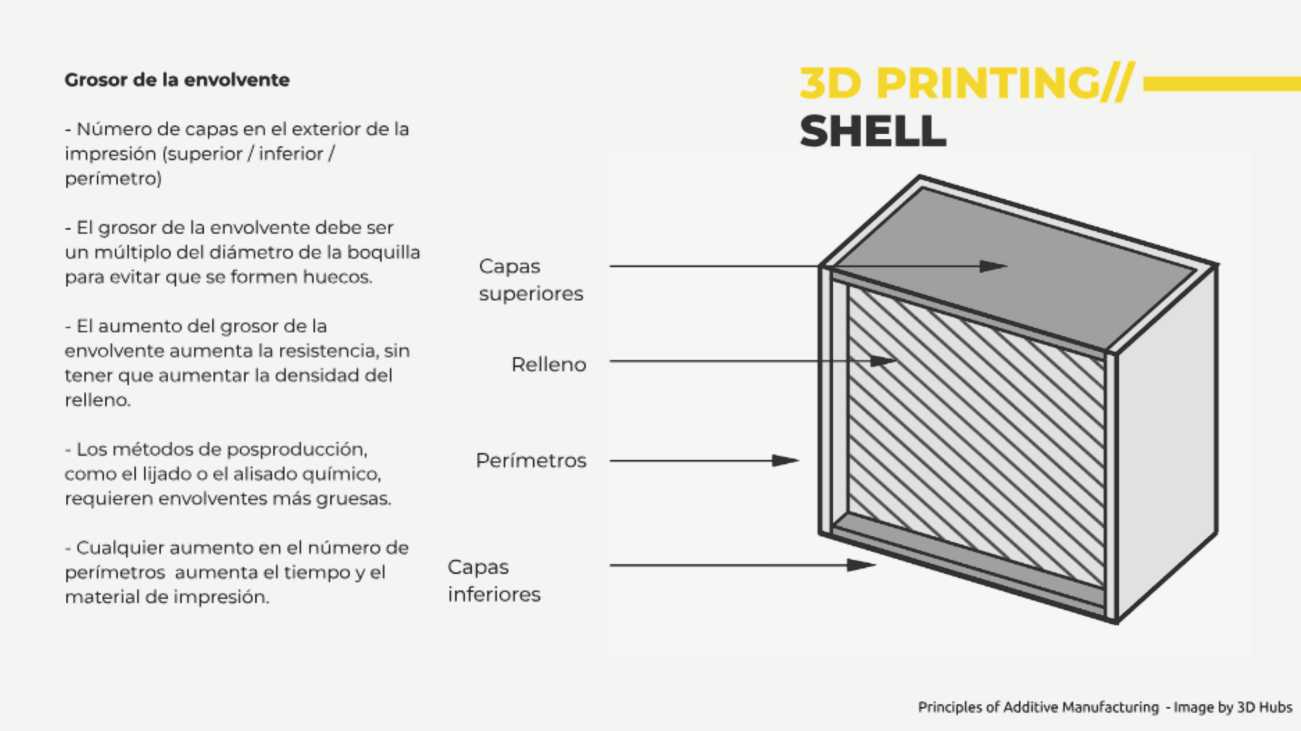 Grosor de la envolvente
- Número de capas en el exterior de la
impresión (superior / inferior /
perímetro)
- El grosor de la envolvente debe ser
un múltiplo del diámetro de la boquilla
para evitar que se formen huecos.
- El aumento del grosor de la
envolvente aumenta la resistencia, sin
tener que aumentar la densidad del
relleno.
- Los métodos de posproducción,
como el lijado o el alisado químico,
requieren envolventes más gruesas.
- Cualquier aumento en el número de
perímetros  aumenta el tiempo y el
material de impresión.
3D PRINTING//
SHELL
Capas
superiores
Relleno
Perímetros
Capas
inferiores
Principles of Additive Manufacturing  - Image by 3D Hubs